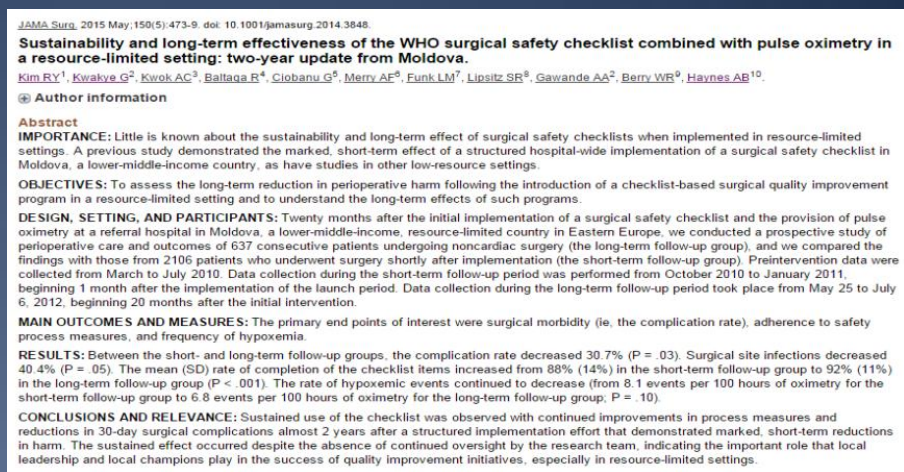 JAMA Surg. 2015 May;150(5):473-9. doi: 10.1001/jamasurg.2014.3848.
Sustainability and long-term effectiveness of the WHO surgical safety checklist combined with pulse oximetry in
a resource-limited setting: two-year update from Moldova.
Kim RY1, Kwakye G2, Kwok AC3, Baltaga R4, Ciobanu G5, Merry AF6, Funk LM7, Lipsitz SR8, Gawande AA2, Berry WR9, Haynes AB10.
Author information
Abstract
IMPORTANCE: Little is known about the sustainability and long-term effect of surgical safety checklists when implemented in resource-limited
settings. A previous study demonstrated the marked, short-term effect of a structured hospital-wide implementation of a surgical safety checklist in
Moldova, a lower-middle-income country, as have studies in other low-resource settings.
OBJECTIVES: To assess the long-term reduction in perioperative harm following the introduction of a checklist-based surgical quality improvement
program in a resource-limited setting and to understand the long-term effects of such programs.
DESIGN, SETTING, AND PARTICIPANTS: Twenty months after the initial implementation of a surgical safety checklist and the provision of pulse
oximetry at a referral hospital in Moldova, a lower-middle-income, resource-limited country in Eastern Europe, we conducted a prospective study of
perioperative care and outcomes of 637 consecutive patients undergoing noncardiac surgery (the long-term follow-up group), and we compared the
findings with those from 2106 patients who underwent surgery shortly after implementation (the short-term follow-up group). Preintervention data were
collected from March to July 2010. Data collection during the short-term follow-up period was performed from October 2010 to January 2011,
beginning 1 month after the implementation of the launch period. Data collection during the long-term follow-up period took place from May 25 to July
6, 2012, beginning 20 months after the initial intervention.
MAIN OUTCOMES AND MEASURES: The primary end points of interest were surgical morbidity (ie, the complication rate), adherence to safety
process measures, and frequency of hypoxemia.
RESULTS: Between the short- and long-term follow-up groups, the complication rate decreased 30.7% (P = .03). Surgical site infections decreased
40.4% (P = .05). The mean (SD) rate of completion of the checklist items increased from 88% (14%) in the short-term follow-up group to 92% (11%)
in the long-term follow-up group (P < .001). The rate of hypoxemic events continued to decrease (from 8.1 events per 100 hours of oximetry for the
short-term follow-up group to 6.8 events per 100 hours of oximetry for the long-term follow-up group; P = .10).
CONCLUSIONS AND RELEVANCE: Sustained use of the checklist was observed with continued improvements in process measures and
reductions in 30-day surgical complications almost 2 years after a structured implementation effort that demonstrated marked, short-term reductions
in harm. The sustained effect occurred despite the absence of continued oversight by the research team, indicating the important role that local
leadership and local champions play in the success of quality improvement initiatives, especially in resource-limited settings.